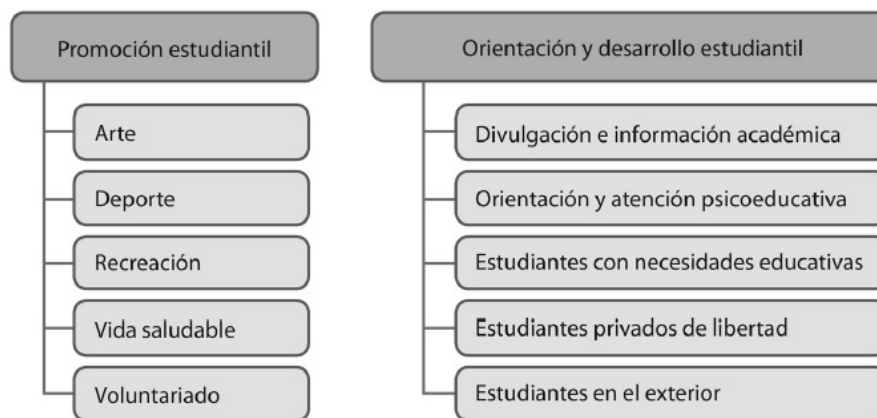 Promoción estudiantil
Arte
Deporte
Recreación
Vida saludable
Voluntariado
Orientación y desarrollo estudiantil
Divulgación e información académica
Orientación y atención psicoeducativa
Estudiantes con necesidades educativas
Estudiantes privados de libertad
Estudiantes en el exterior